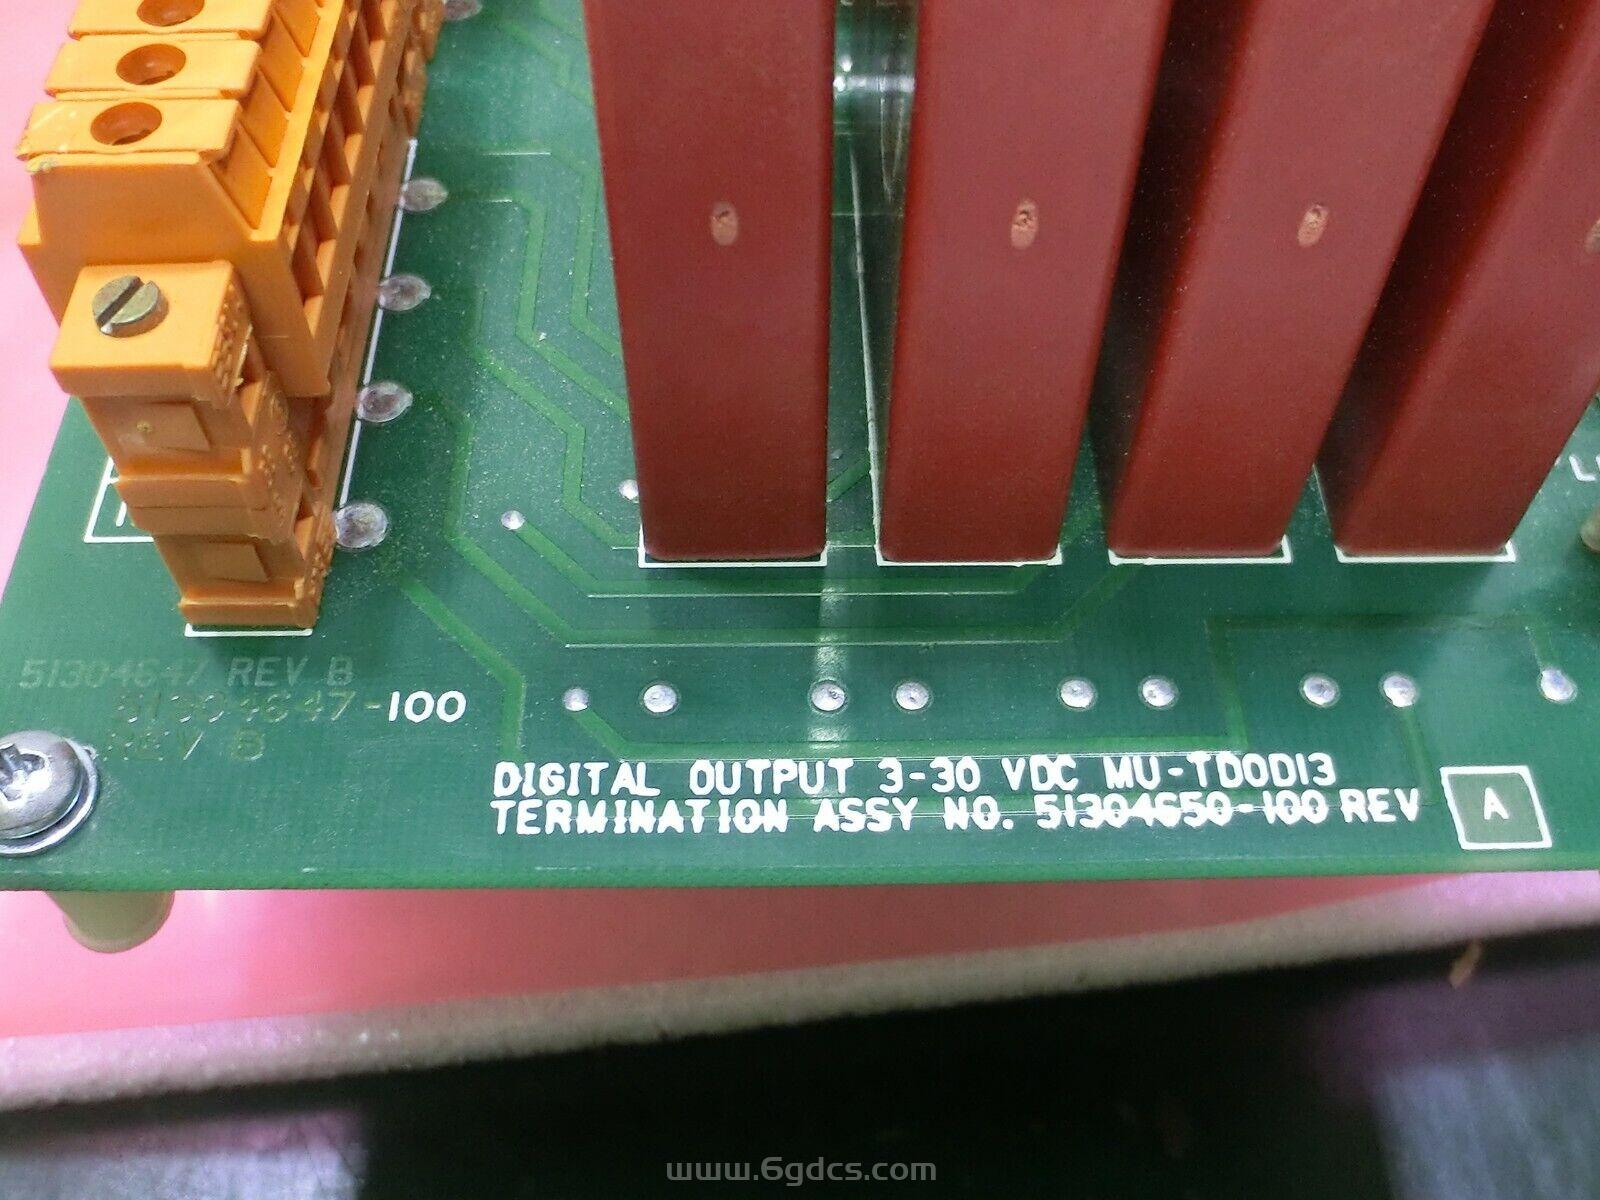 51304647 REV B
51304647-100
REV B
DIGITAL OUTPUT 3-30 VDC MU-TDOD13
TERMINATION ASSY NO. 51304650-100 REV A
www.6gdcs.com